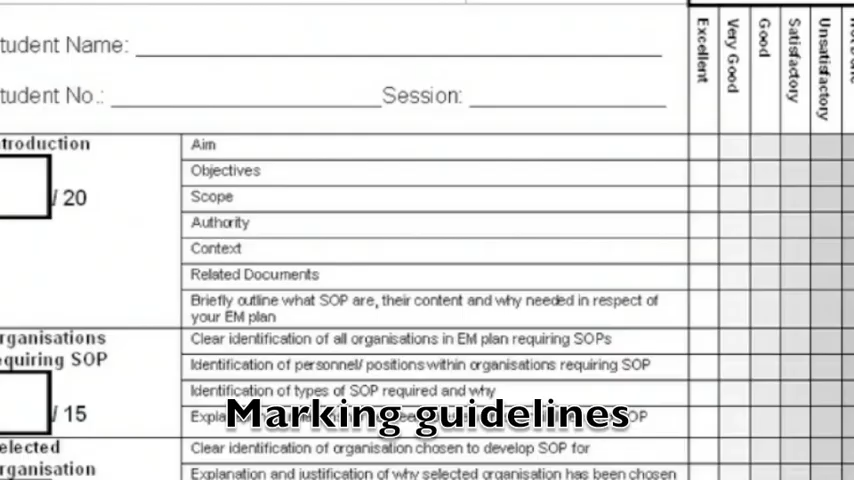 Excellent
Very Good
Good
Satisfactory
Unsatisfactory
tudent Name:
tudent No.: Session:
troduction
/ 20
Aim
Objectives
Scope
Authority
Context
Related Documents
Briefly outline what SOP are, their content and why needed in respect of
your EM plan
rganisations
equiring SOP
/ 15
Clear identification of all organisations in EM plan requiring SOPs
Identification of personnel/ positions within organisations requiring SOP
Identification of types of SOP required and why
OP
Marking guidelines
elected
rganisation
Clear identification of organisation chosen to develop SOP for
Explanation and justification of why selected organisation has been chosen